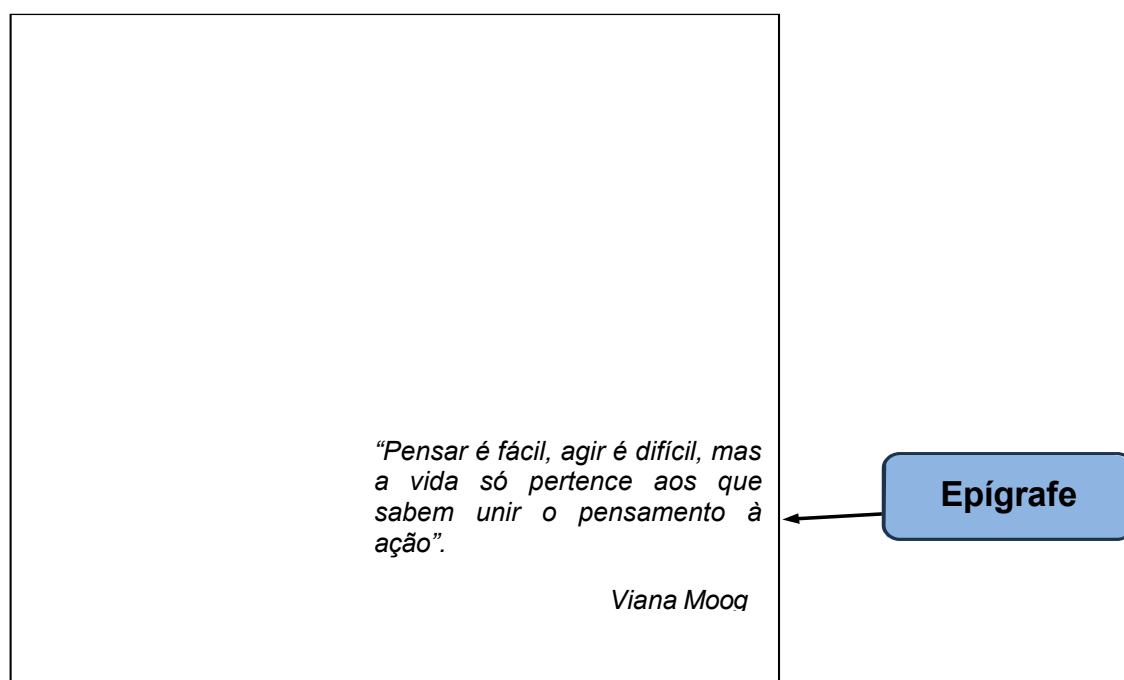 “Pensar é fácil, agir é difícil, mas
a vida só pertence aos que
sabem unir o pensamento à
ação”.
Viana Moog
Epígrafe